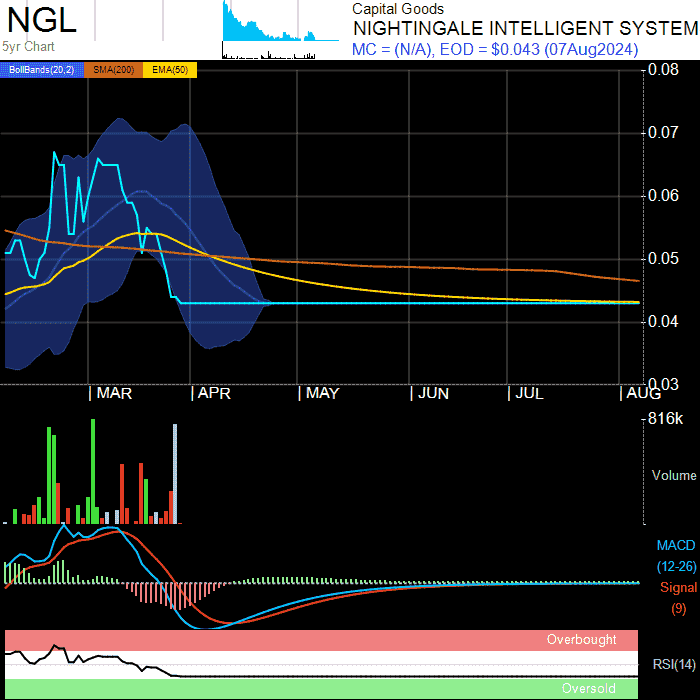 NGL
5yr Chart
Capital Goods
NIGHTINGALE INTELLIGENT SYSTEM
MC = (N/A), EOD = $0.043 (07Aug2024)
BollBands(20,2) SMA(200) EMA(50)
0.08
0.07
0.06
0.05
0.04
0.03
MAR APR MAY JUN JUL AUG
816k
Volume
MACD
(12-26)
Signal
(9)
Overbought
RSI(14)
Oversold